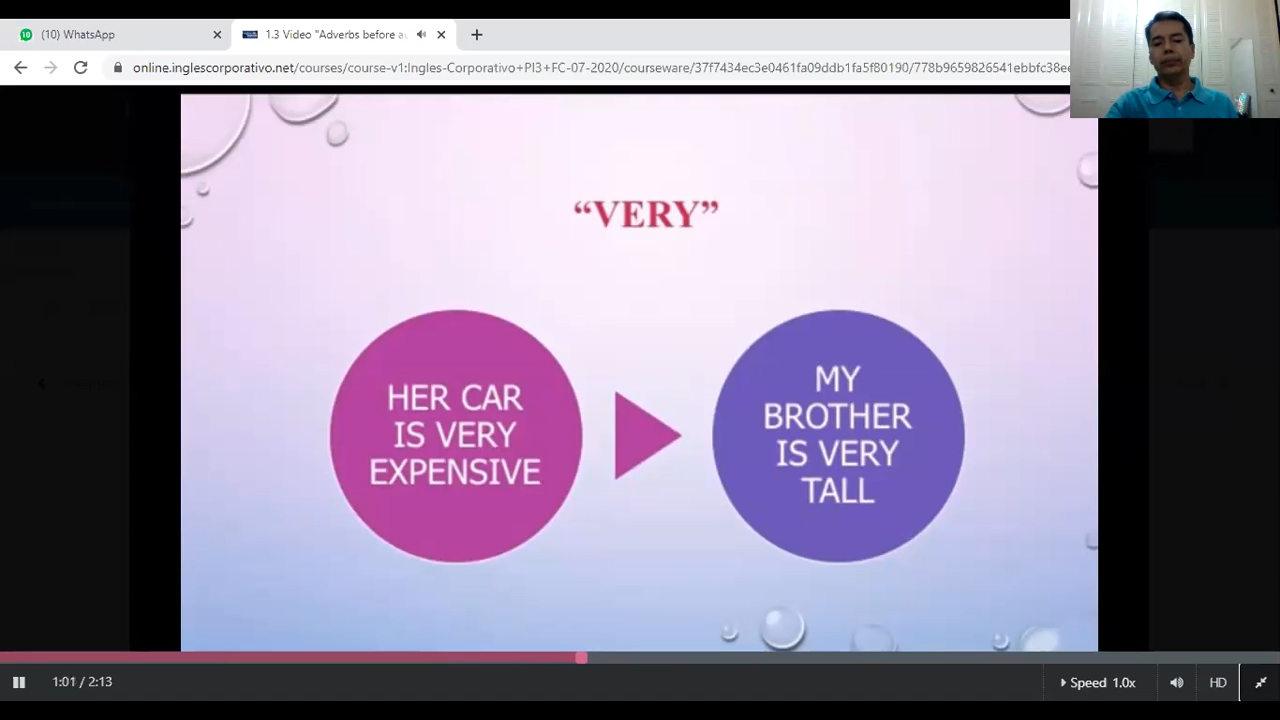 (10) WhatsApp
1.3 Video "Adverbs before a
online.inglescorporativo.net/courses/course-v1:Ingles-Corporativo+PI3+FC-07-2020/courseware/37f7434ec3e0461fa09ddb1fa5f80190/778b9659826541ebbfc38ee
“VERY”
HER CAR
IS VERY
EXPENSIVE
MY
BROTHER
IS VERY
TALL
1:01 / 2:13
Speed 1.0x
HD